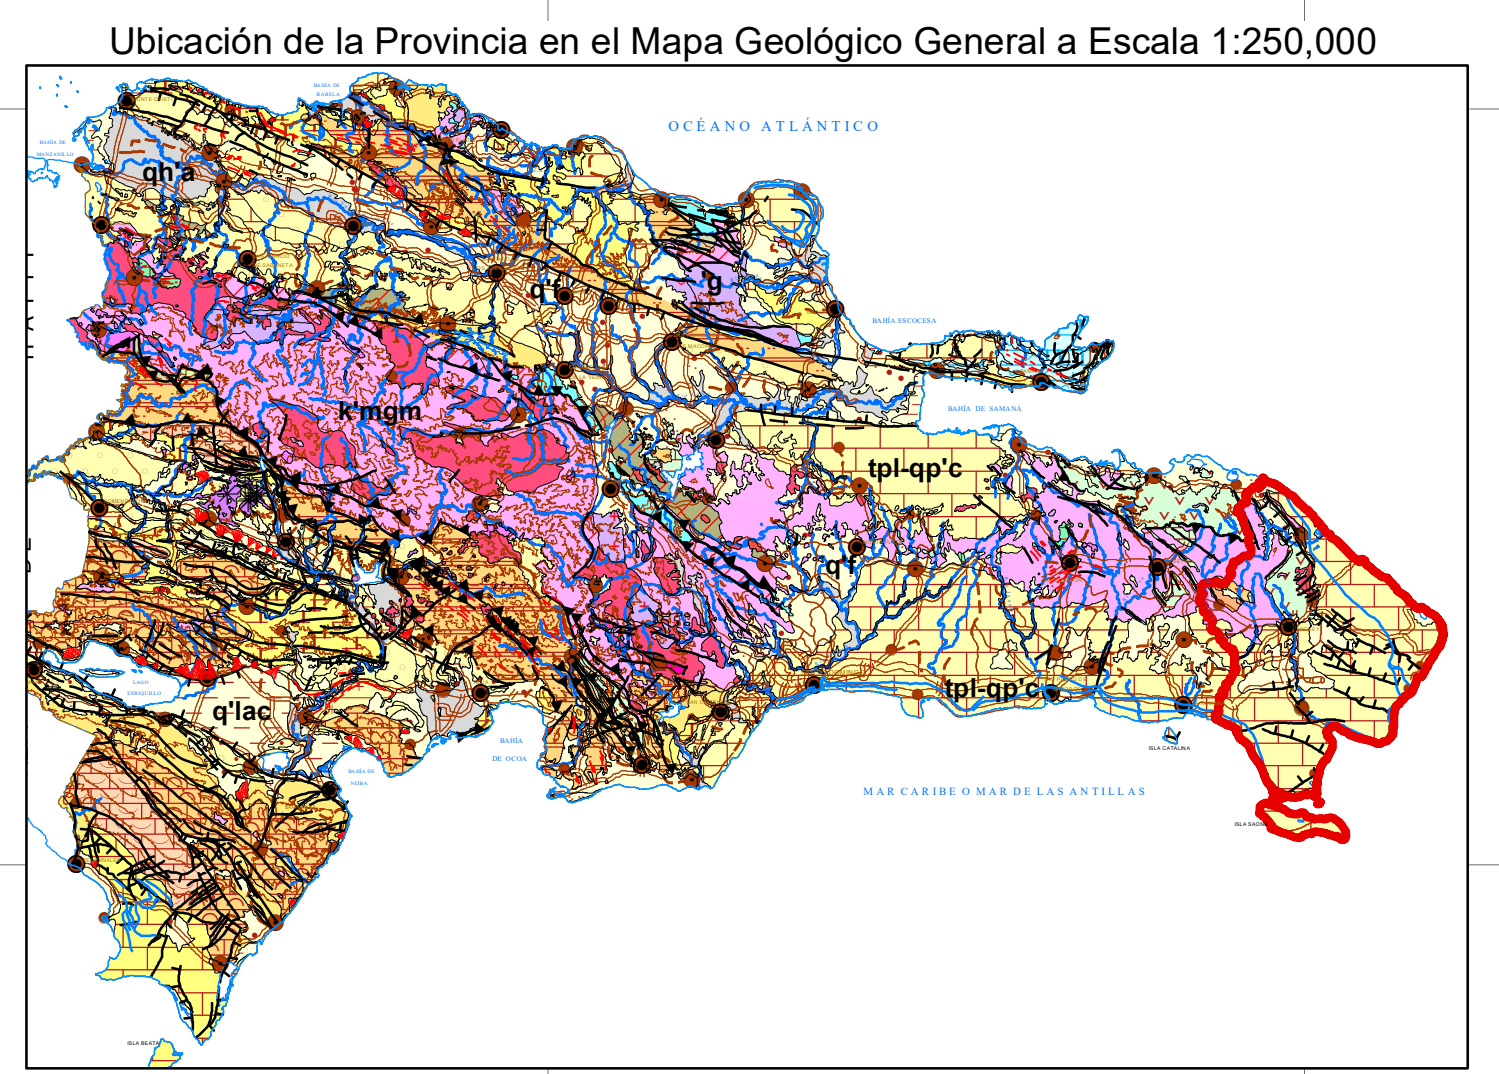 Ubicación de la Provincia en el Mapa Geológico General a Escala 1:250,000
BAHÍA DE
BABELA
OCÉANO ATLÁNTICO
BAHÍA DE
MANZANILLO
qh'a
'g
q'f
BAHÍA ESCOCESA
k'mgm
BAHÍA DE SAMANÁ
tpl-qp'c
q'f
LAGO
ENRIQUILLO
tpl-qp'c
q'lac
BAHÍA
DE OCOA
ISLA CATALINA
BAHÍA DE
NEIBA
MAR CARIBE O MAR DE LAS ANTILLAS
ISLA SAONA
ISLA BEATA